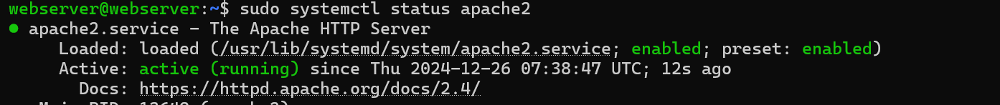 webserver@webserver:~$ sudo systemctl status apache2
● apache2.service - The Apache HTTP Server
Loaded: loaded (/usr/lib/systemd/system/apache2.service; enabled; preset: enabled)
Active: active (running) since Thu 2024-12-26 07:38:47 UTC; 12s ago
Docs: https://httpd.apache.org/docs/2.4/